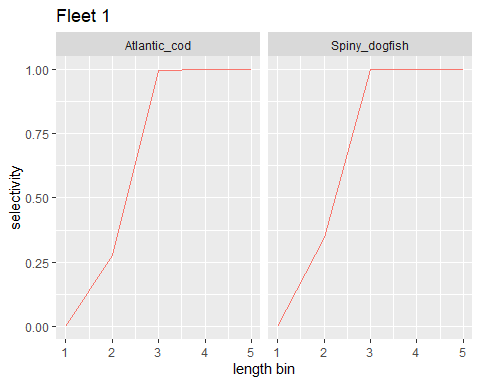 Fleet 1
Atlantic_cod Spiny_dogfish
1.00
0.75
0.50
0.25
0.00
selectivity
1 2 3 4 5 1 2 3 4 5
length bin